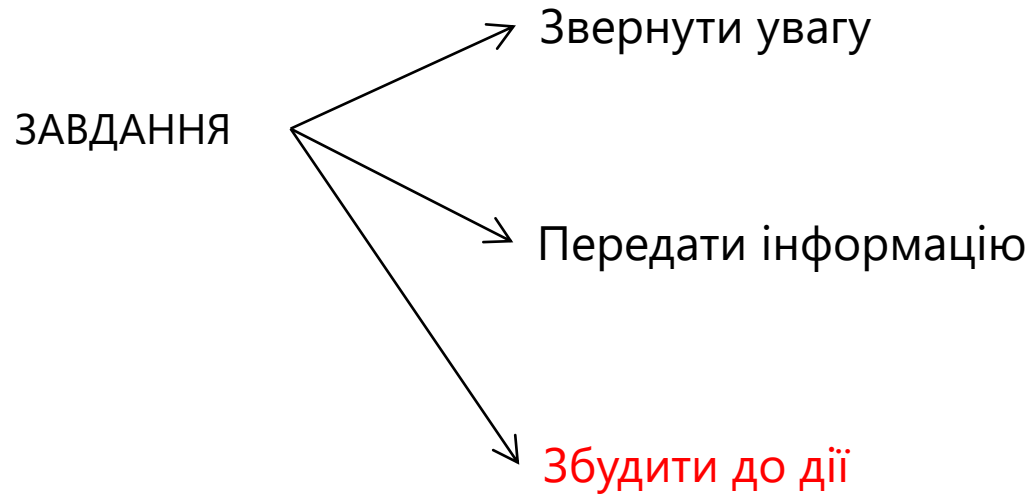 Звернути увагу
ЗАВДАННЯ
Передати інформацію
Збудити до дії